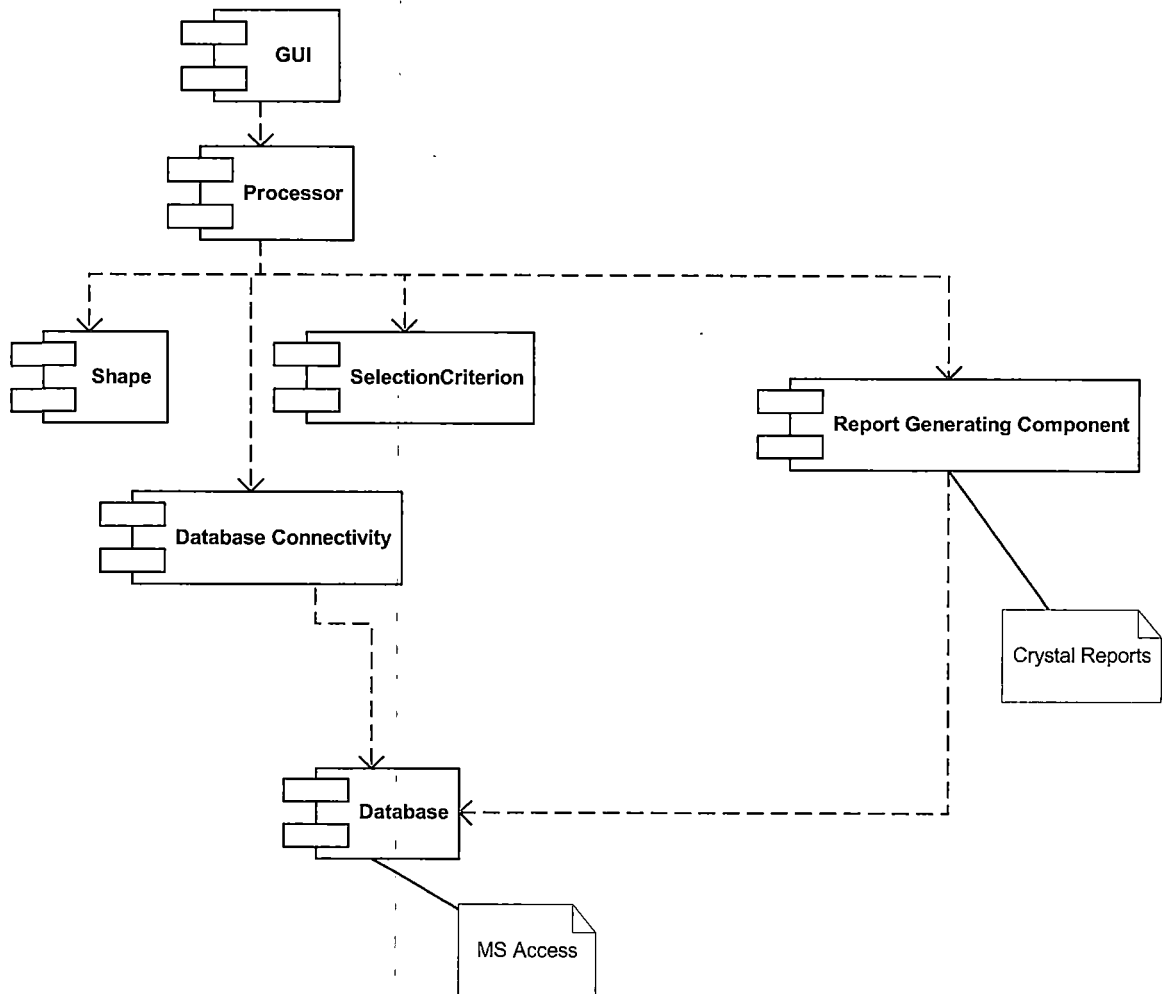 GUI
Processor
Shape
SelectionCriterion
Report Generating Component
Database Connectivity
Crystal Reports
Database
MS Access